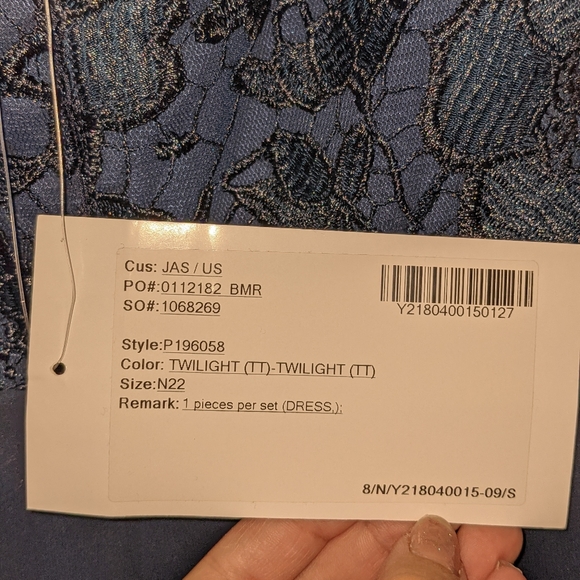 Cus: JAS / US
PO#:0112182 BMR
SO#:1068269
Y2180400150127
Style:P196058
Color: TWILIGHT (TT)-TWILIGHT (TT)
Size:N22
Remark: 1 pieces per set (DRESS,);
8/N/Y218040015-09/S